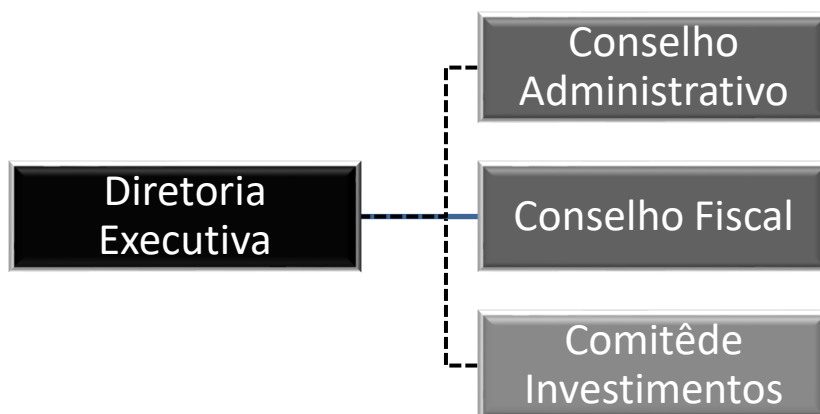 Conselho
Administrativo
Diretoria
Executiva
Conselho Fiscal
Comitêde
Investimentos